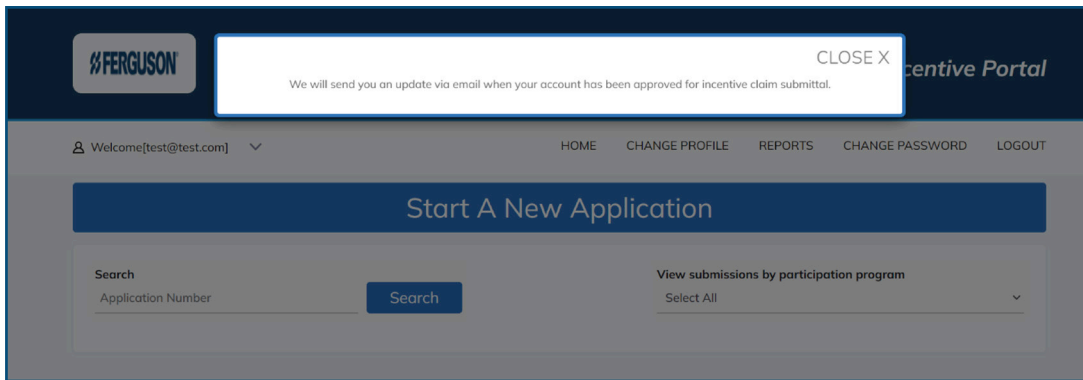 FERGUSON
CLOSE X
We will send you an update via email when your account has been approved for incentive claim submittal.
centive Portal
Welcome[test@test.com]
HOME CHANGE PROFILE REPORTS CHANGE PASSWORD LOGOUT
Start A New Application
Search
Application Number
Search
View submissions by participation program
Select All